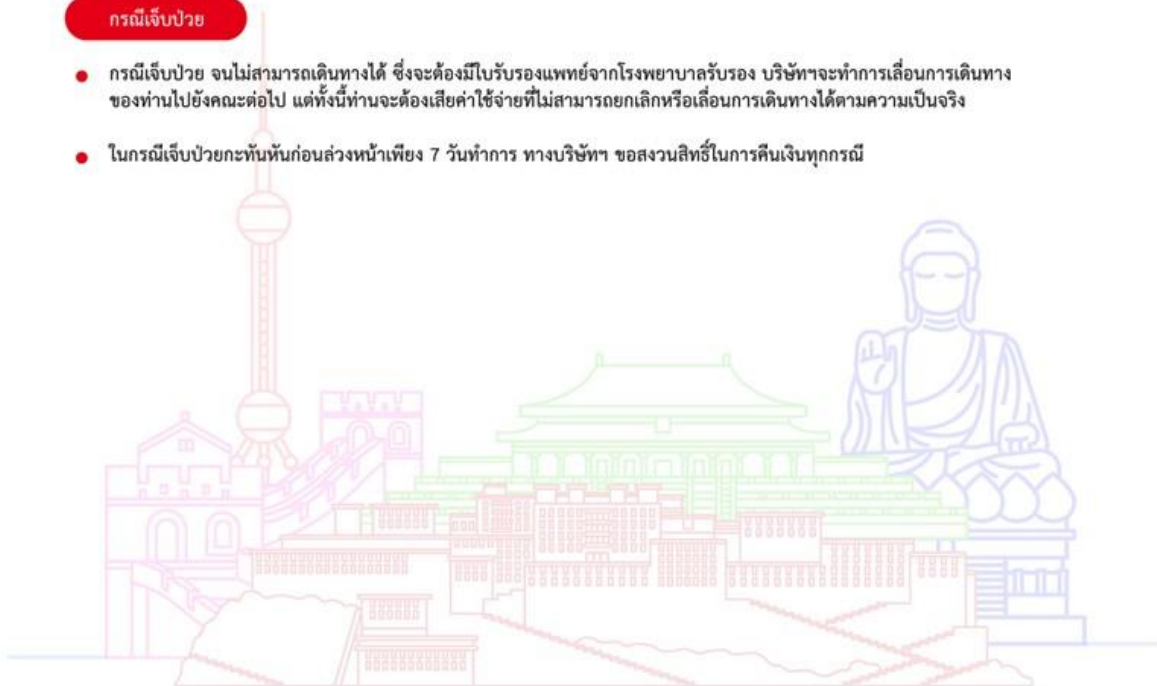 กรณีเจ็บป่วย
● กรณีเจ็บป่วย จนไม่สามารถเดินทางได้ ซึ่งจะต้องมีใบรับรองแพทย์จากโรงพยาบาลรับรอง บริษัทฯจะทำการเลื่อนการเดินทาง
ของท่านไปยังคณะต่อไป แต่ทั้งนี้ท่านจะต้องเสียค่าใช้จ่ายที่ไม่สามารถยกเลิกหรือเลื่อนการเดินทางได้ตามความเป็นจริง
● ในกรณีเจ็บป่วยกะทันหันก่อนล่วงหน้าเพียง 7 วันทำการ ทางบริษัทฯ ขอสงวนสิทธิ์ในการคืนเงินทุกกรณี